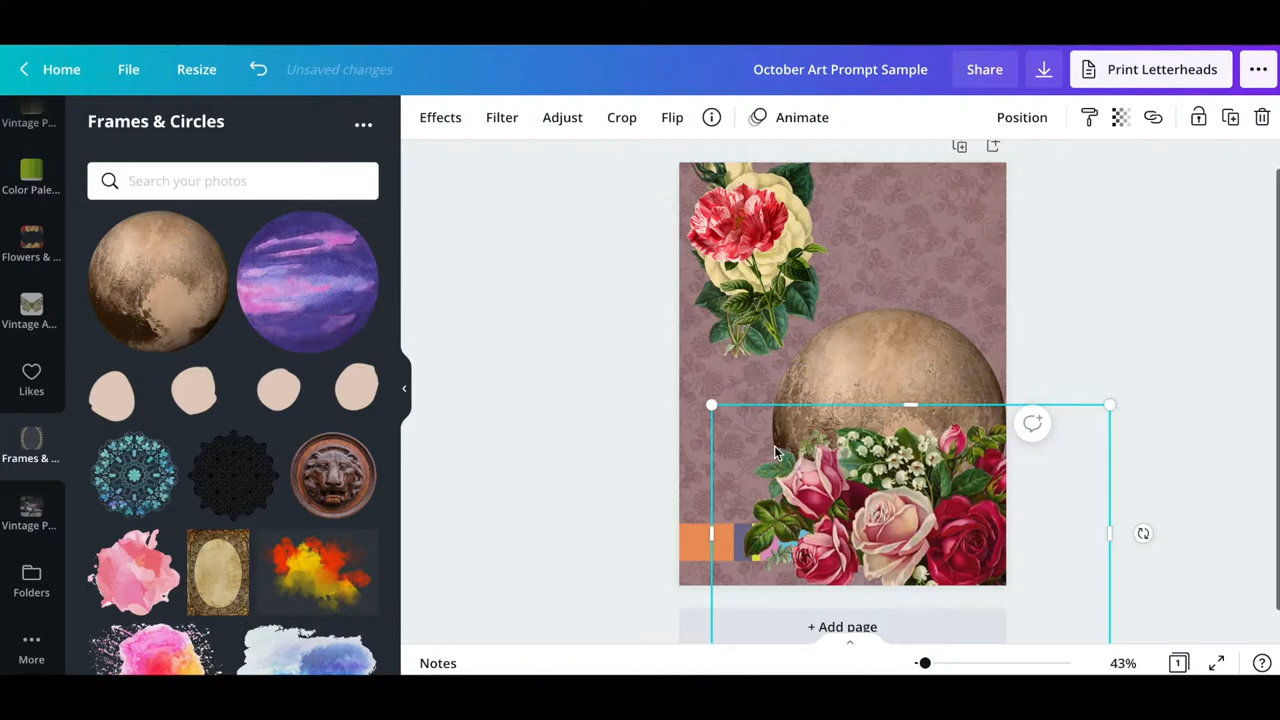 Home File Resize Unsaved changes October Art Prompt Sample Share Print Letterheads
Frames & Circles
Effects Filter Adjust Crop Flip Animate Position
Search your photos
Vintage P...
Color Pale...
Flowers & ...
Vintage A...
Likes
Frames & ...
Vintage P...
Folders
More
+ Add page
Notes 43% 1